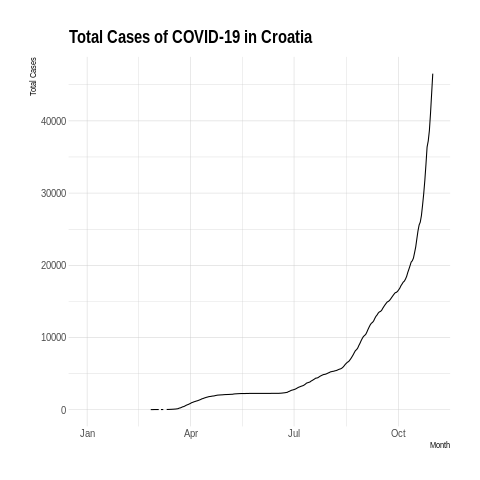 Total Cases of COVID-19 in Croatia
Total Cases
40000
30000
20000
10000
0
Jan Apr Jul Oct
Month